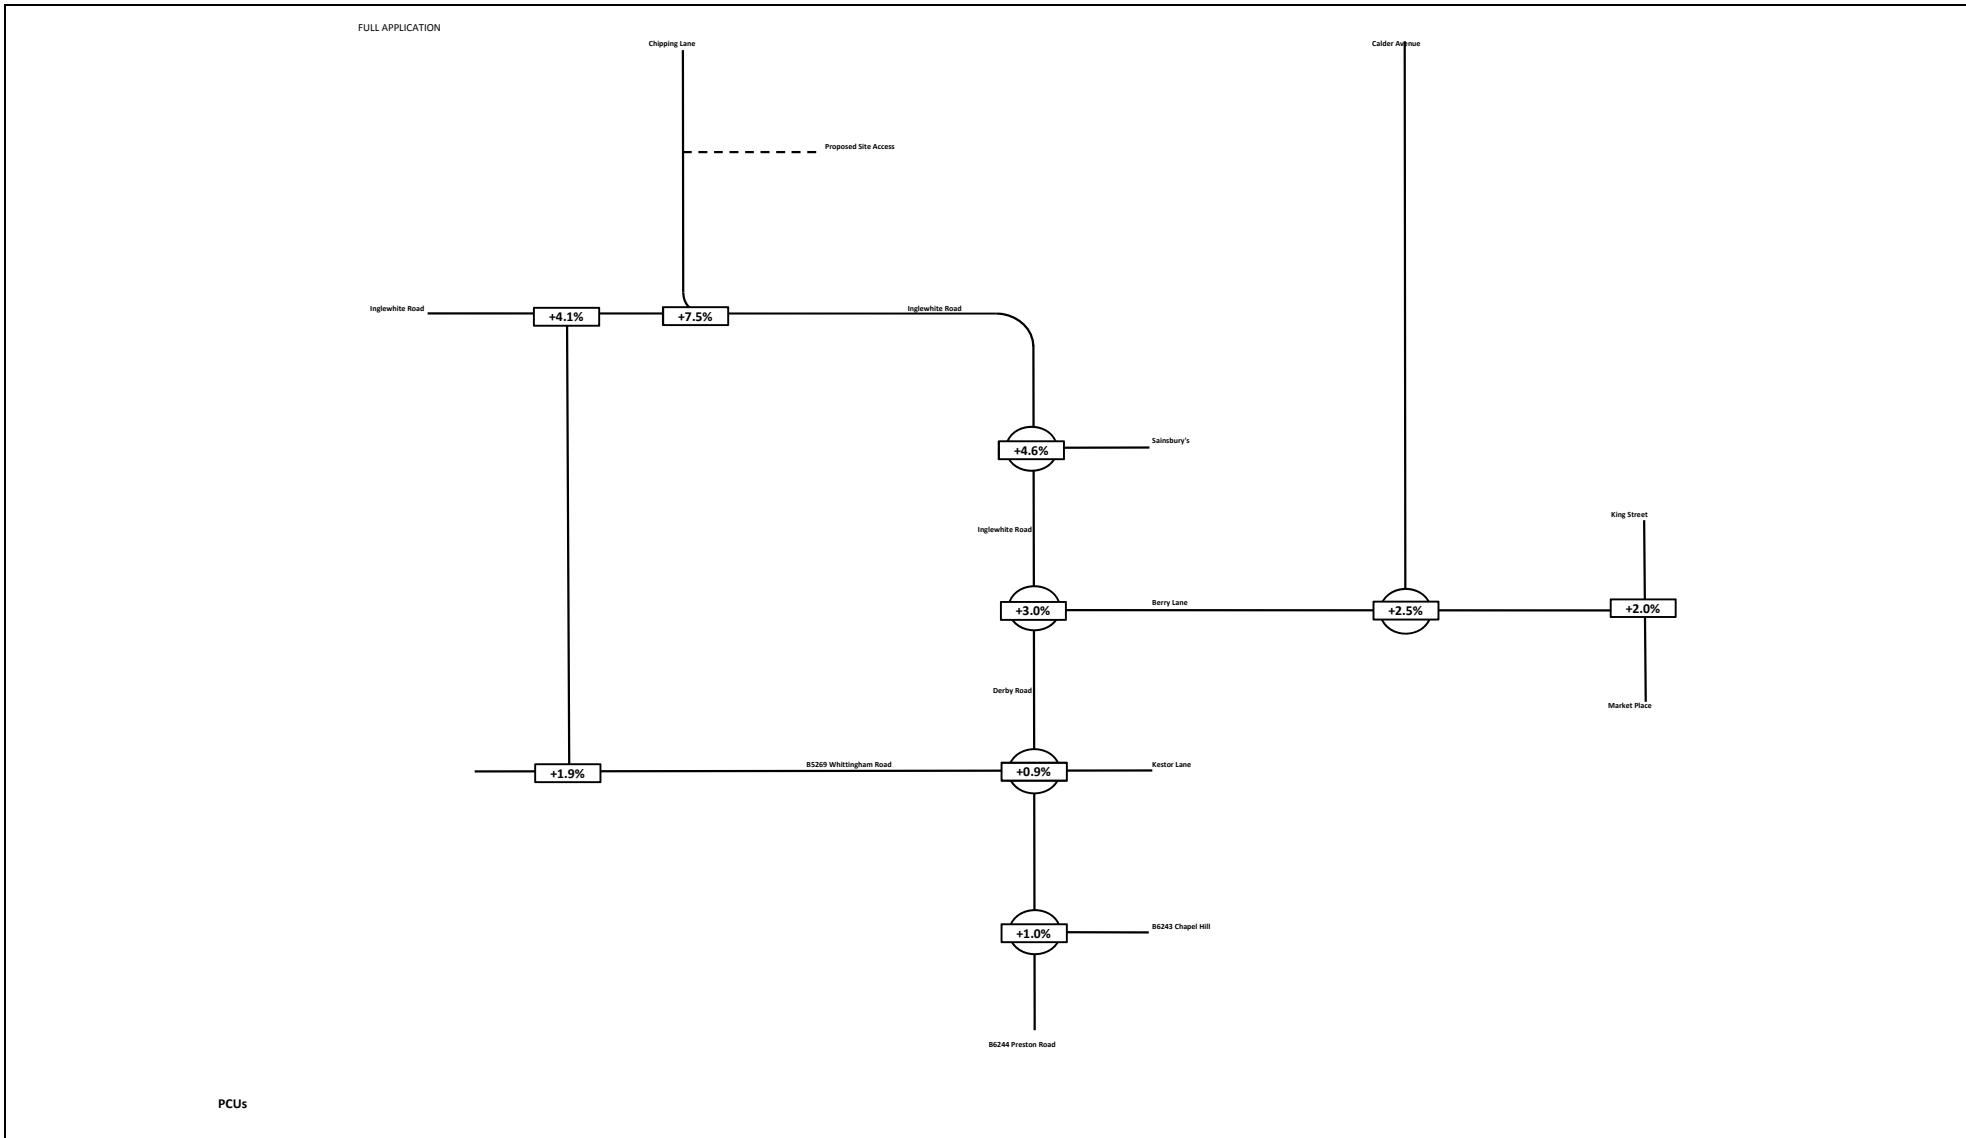 FULL APPLICATION
Chipping Lane
Calder Avenue
Proposed Site Access
Inglewhite Road
Inglewhite Road
+4.1%
+7.5%
Sainsbury's
+4.6%
King Street
Inglewhite Road
Berry Lane
+3.0%
+2.5%
+2.0%
Derby Road
Market Place
B5269 Whittingham Road
Kestor Lane
+1.9%
+0.9%
B6243 Chapel Hill
+1.0%
B6244 Preston Road
PCUs